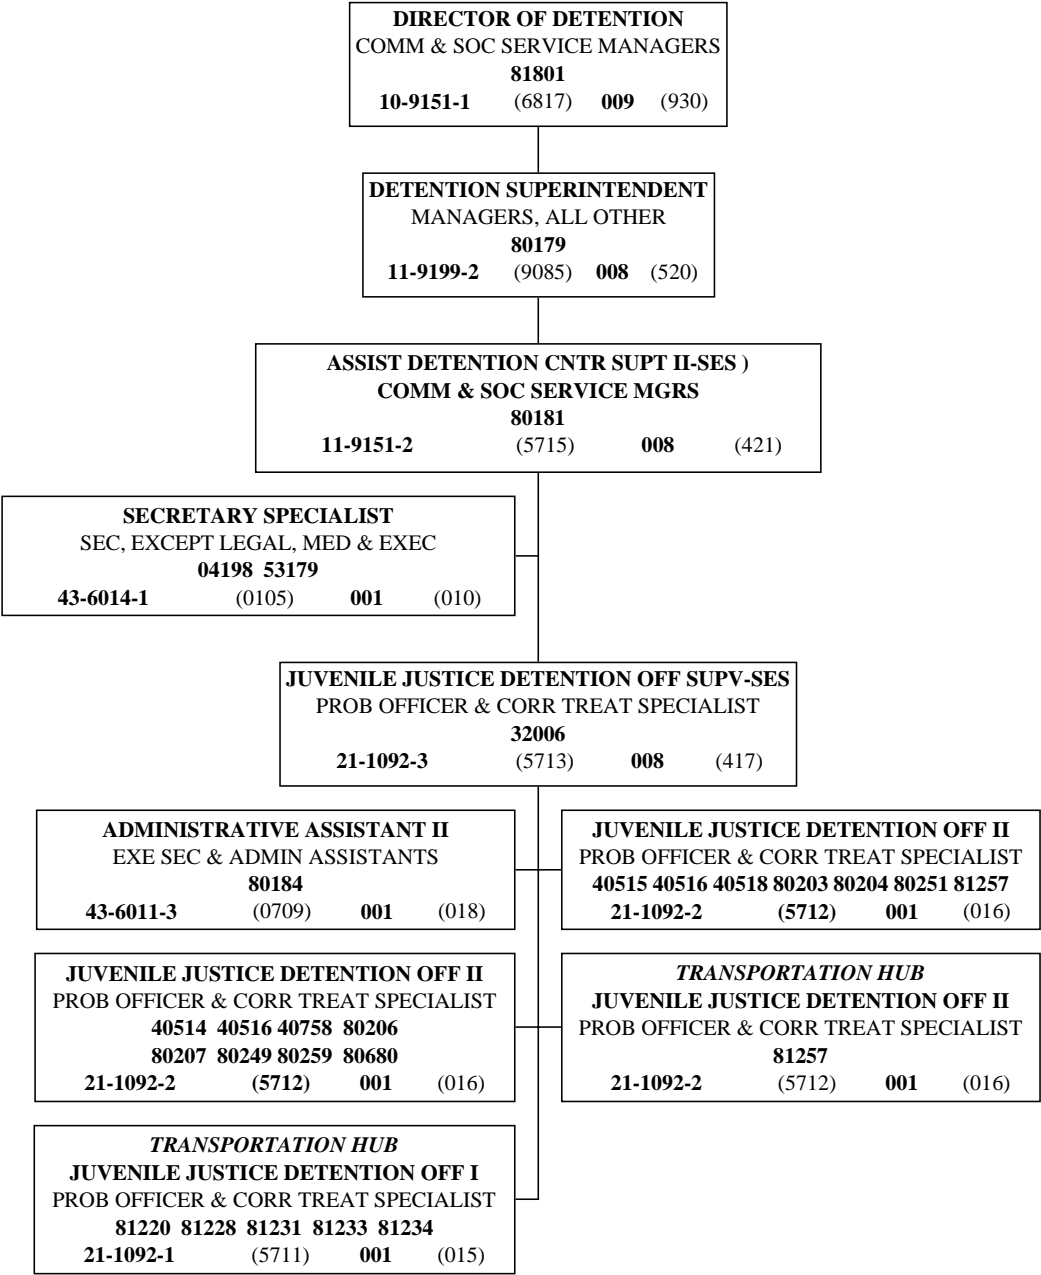 DIRECTOR OF DETENTION
COMM & SOC SERVICE MANAGERS
81801
10-9151-1 (6817) 009 (930)
DETENTION SUPERINTENDENT
MANAGERS, ALL OTHER
80179
11-9199-2 (9085) 008 (520)
ASSIST DETENTION CNTR SUPT II-SES )
COMM & SOC SERVICE MGRS
80181
11-9151-2 (5715) 008 (421)
SECRETARY SPECIALIST
SEC, EXCEPT LEGAL, MED & EXEC
04198 53179
43-6014-1 (0105) 001 (010)
JUVENILE JUSTICE DETENTION OFF SUPV-SES
PROB OFFICER & CORR TREAT SPECIALIST
32006
21-1092-3 (5713) 008 (417)
ADMINISTRATIVE ASSISTANT II
EXE SEC & ADMIN ASSISTANTS
80184
43-6011-3 (0709) 001 (018)
JUVENILE JUSTICE DETENTION OFF II
PROB OFFICER & CORR TREAT SPECIALIST
40515 40516 40518 80203 80204 80251 81257
21-1092-2 (5712) 001 (016)
JUVENILE JUSTICE DETENTION OFF II
PROB OFFICER & CORR TREAT SPECIALIST
40514 40516 40758 80206
80207 80249 80259 80680
21-1092-2 (5712) 001 (016)
TRANSPORTATION HUB
JUVENILE JUSTICE DETENTION OFF II
PROB OFFICER & CORR TREAT SPECIALIST
81257
21-1092-2 (5712) 001 (016)
TRANSPORTATION HUB
JUVENILE JUSTICE DETENTION OFF I
PROB OFFICER & CORR TREAT SPECIALIST
81220 81228 81231 81233 81234
21-1092-1 (5711) 001 (015)